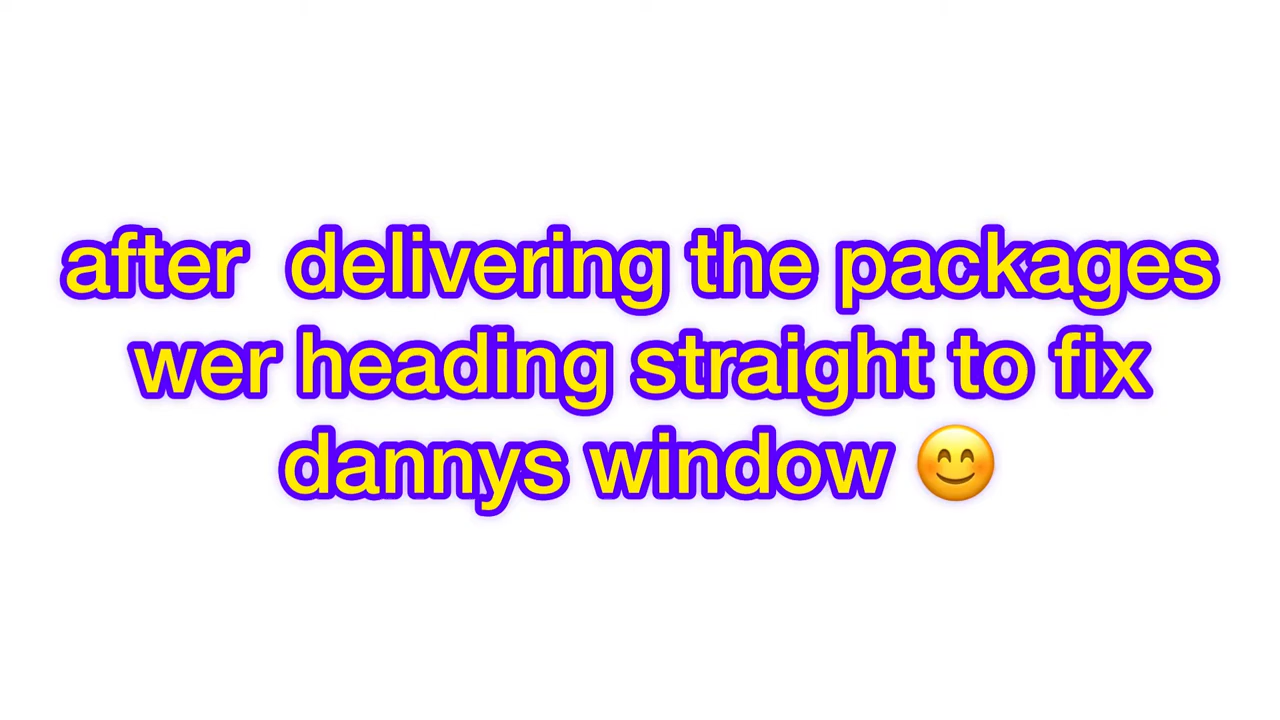 after  delivering the packages
wer heading straight to fix
dannys window 😊